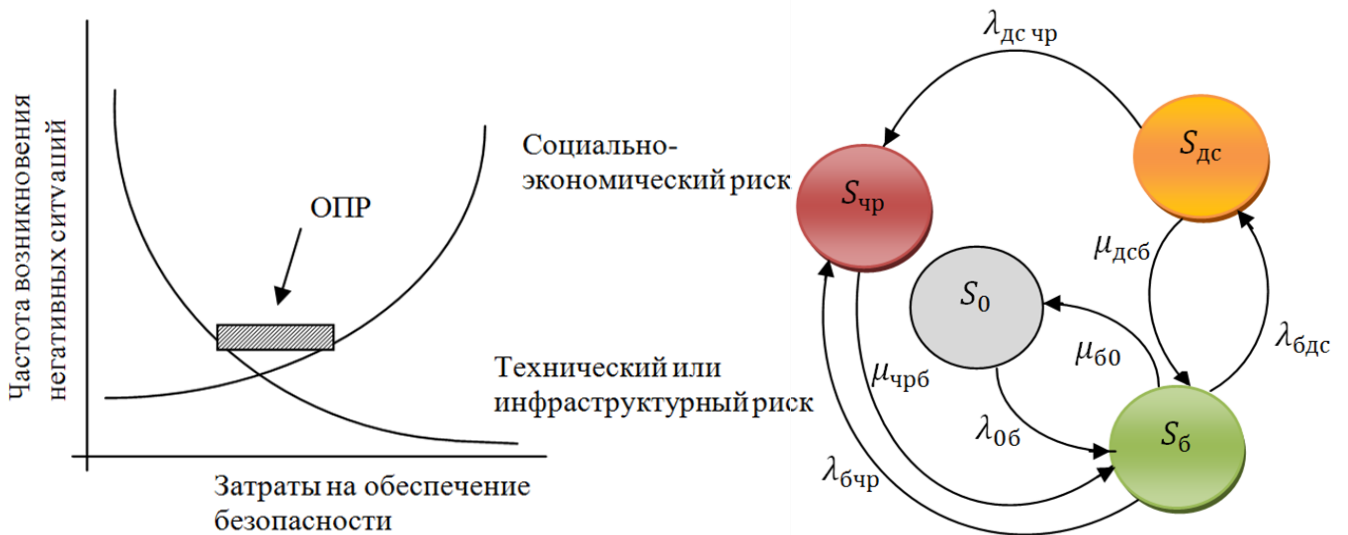 Частота возникновения
негативных ситуаций
ОПР
Социально-
экономический риск
Технический или
инфраструктурный риск
Затраты на обеспечение
безопасности
λдс чр
Sдс
Sчр
μдсб
S0
λбдс
μб0
μчрб
λ0б
Sб
λбчр